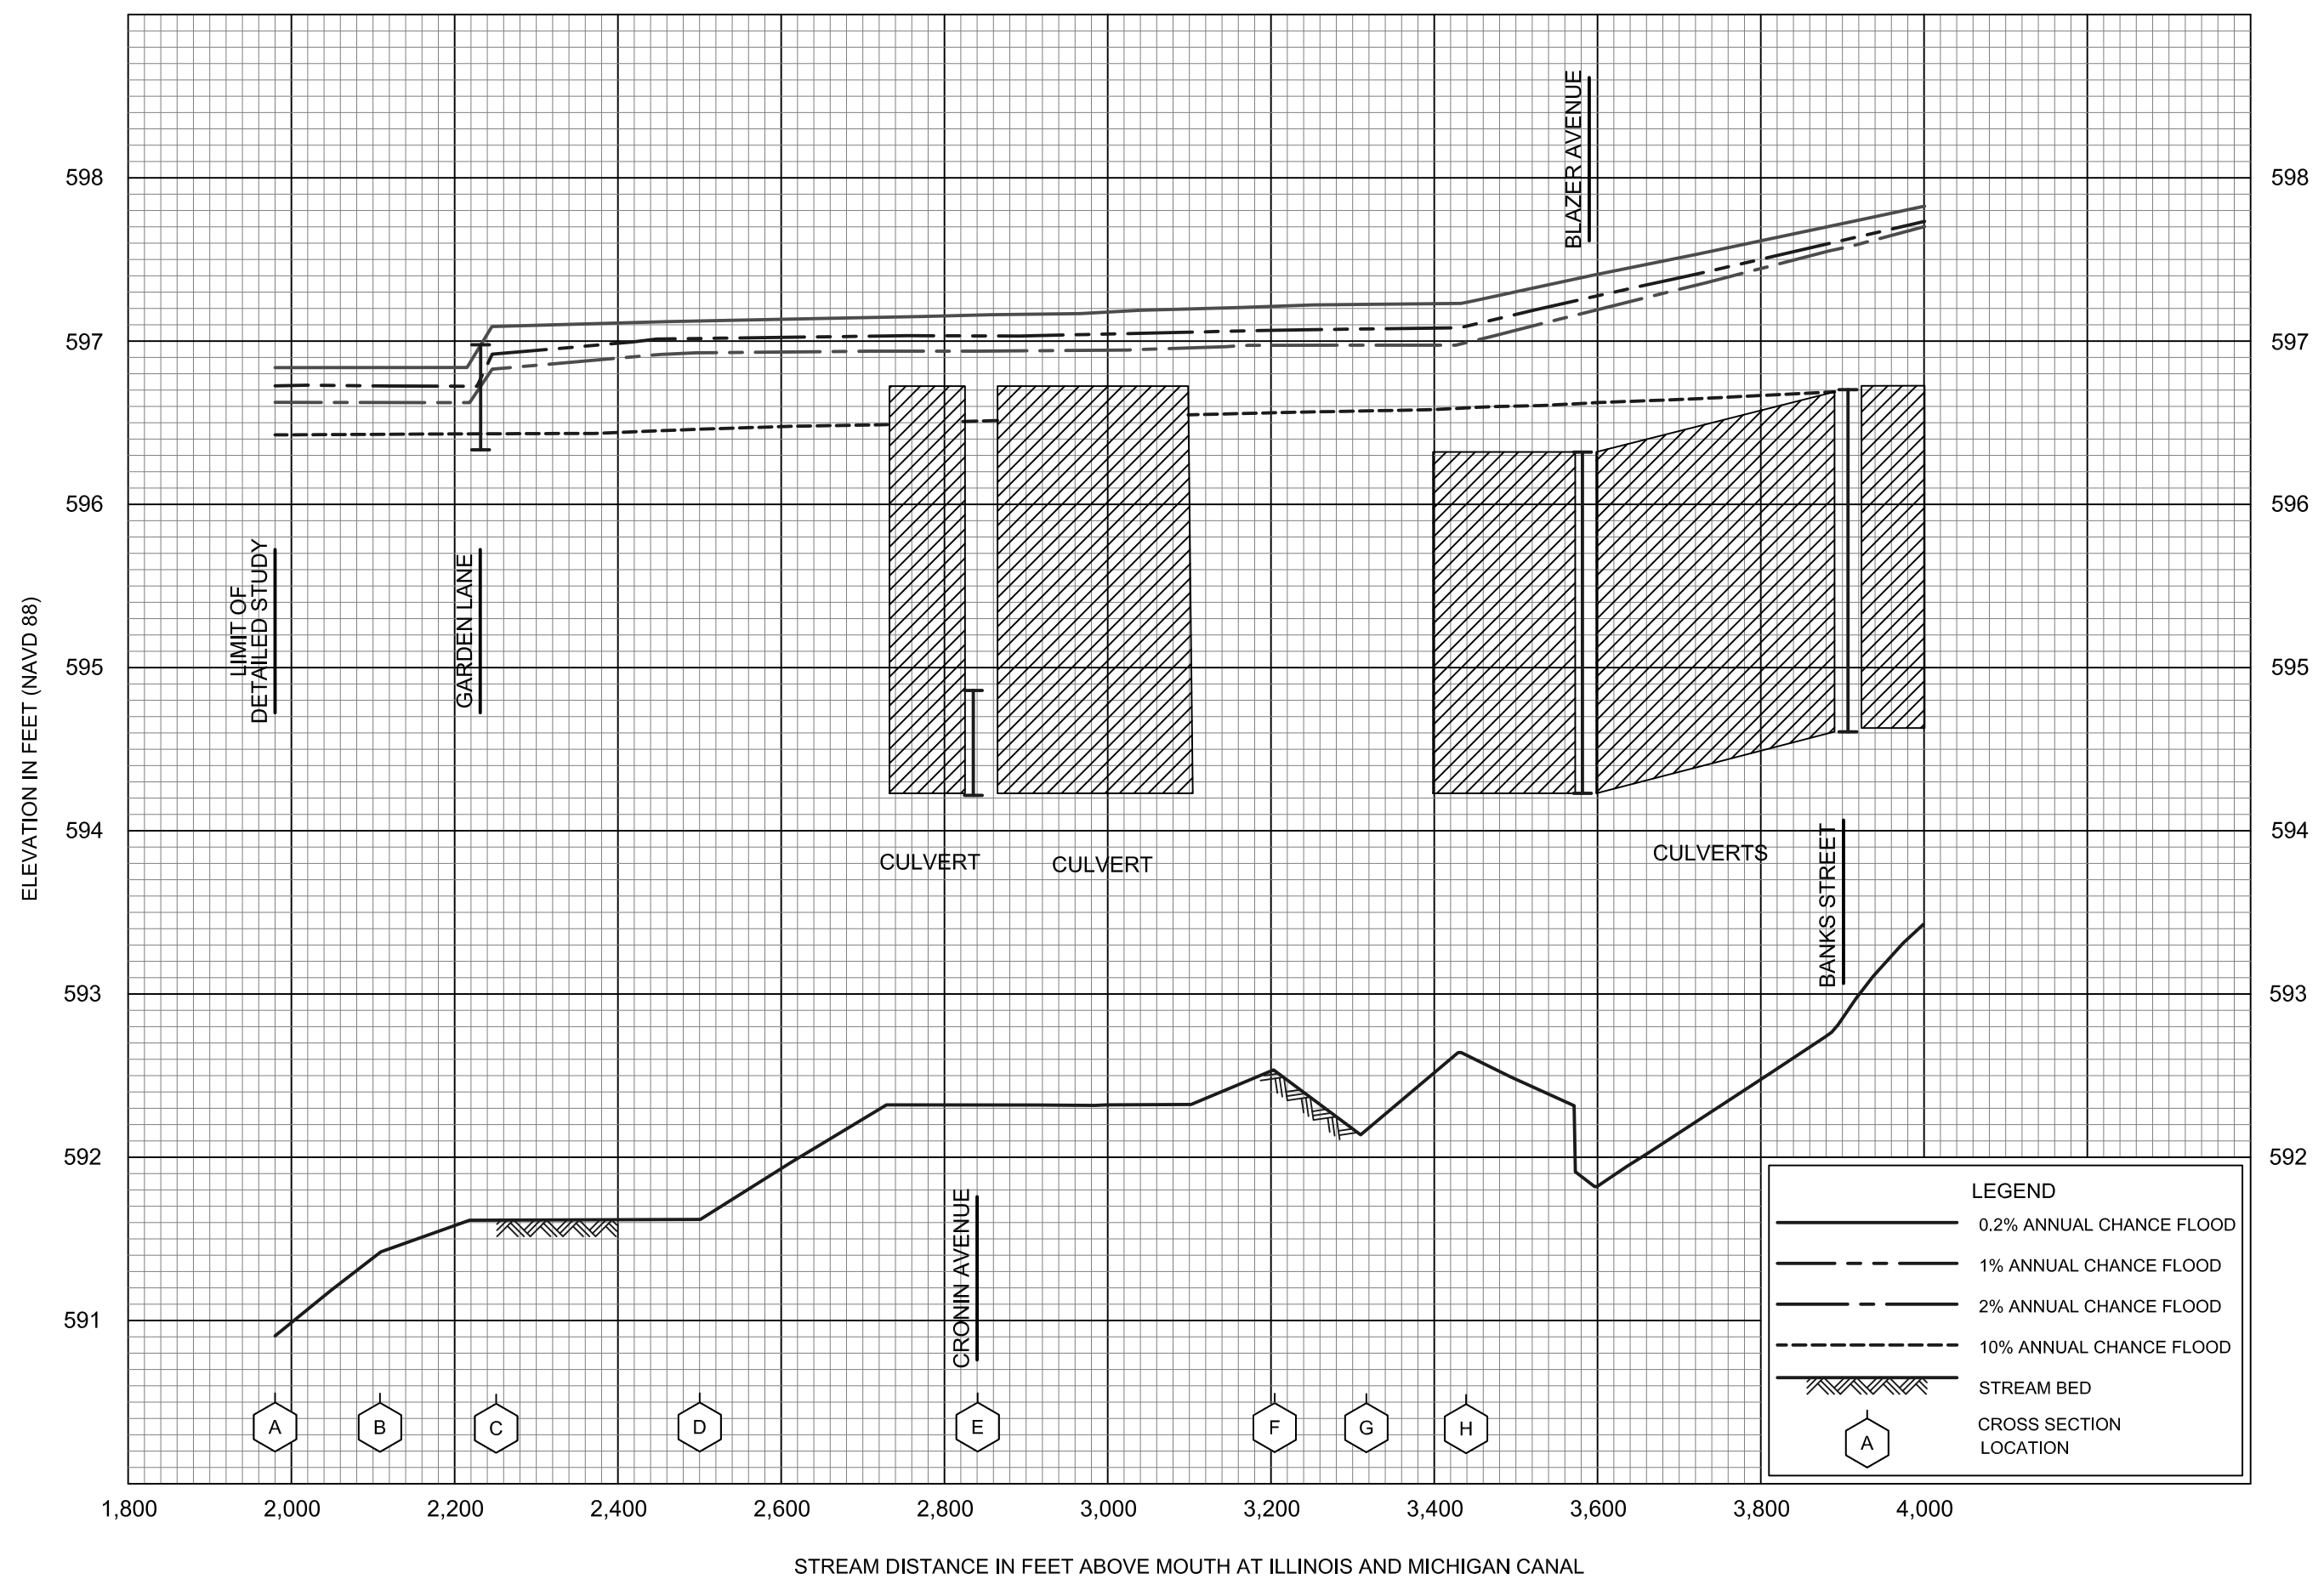 598
597
596
595
594
593
592
591
598
597
596
595
594
593
592
ELEVATION IN FEET (NAVD 88)
LIMIT OF
DETAILED STUDY
GARDEN LANE
BLAZER AVENUE
CULVERT
CULVERT
CULVERTS
BANKS STREET
CRONIN AVENUE
A
B
C
D
E
F
G
H
LEGEND
0.2% ANNUAL CHANCE FLOOD
1% ANNUAL CHANCE FLOOD
2% ANNUAL CHANCE FLOOD
10% ANNUAL CHANCE FLOOD
STREAM BED
A
CROSS SECTION
LOCATION
1,800 2,000 2,200 2,400 2,600 2,800 3,000 3,200 3,400 3,600 3,800 4,000
STREAM DISTANCE IN FEET ABOVE MOUTH AT ILLINOIS AND MICHIGAN CANAL